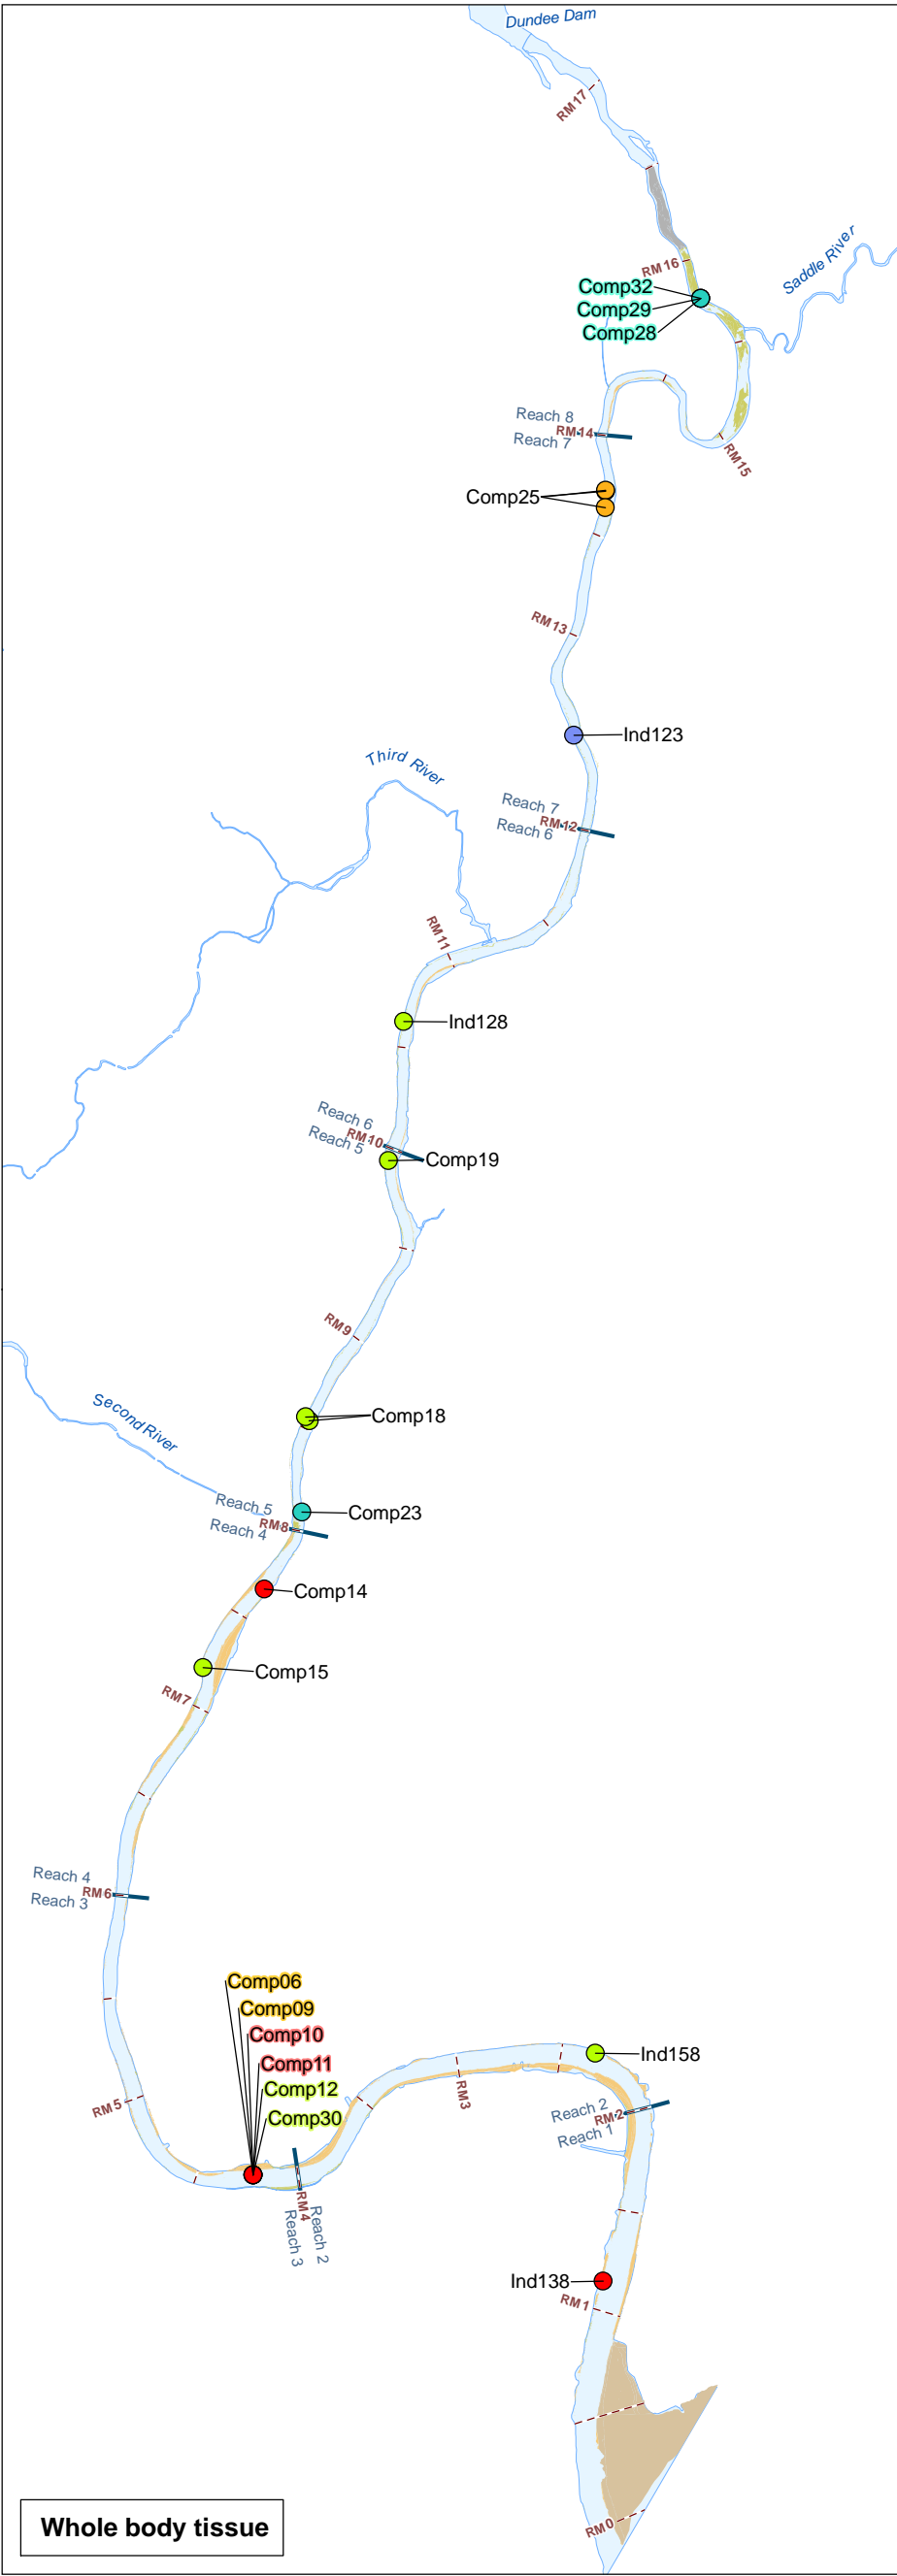 Dundee Dam
RM17
Saddle River
RM16
Comp32
Comp29
Comp28
Reach 8
RM14
Reach 7
RM15
Comp25
RM13
Ind123
Third River
Reach 7
RM12
Reach 6
RM11
Ind128
Reach 6
RM10
Reach 5
Comp19
RM9
Comp18
Second River
Reach 5
RM8
Reach 4
Comp23
Comp14
Comp15
RM7
Reach 4
RM6
Reach 3
Comp06
Comp09
Comp10
Comp11
Comp12
Comp30
Ind158
RM3
Reach 2
RM2
Reach 1
RM5
RM4
Reach 2
Reach 3
Ind138
RM1
RM0
Whole body tissue